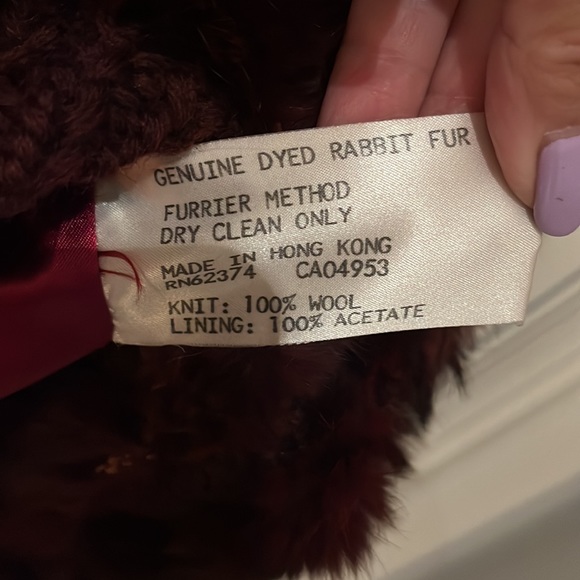 GENUINE DYED RABBIT FUR
FURRIER METHOD
DRY CLEAN ONLY
MADE IN HONG KONG
RN62374 CA04953
KNIT: 100% WOOL
LINING: 100% ACETATE